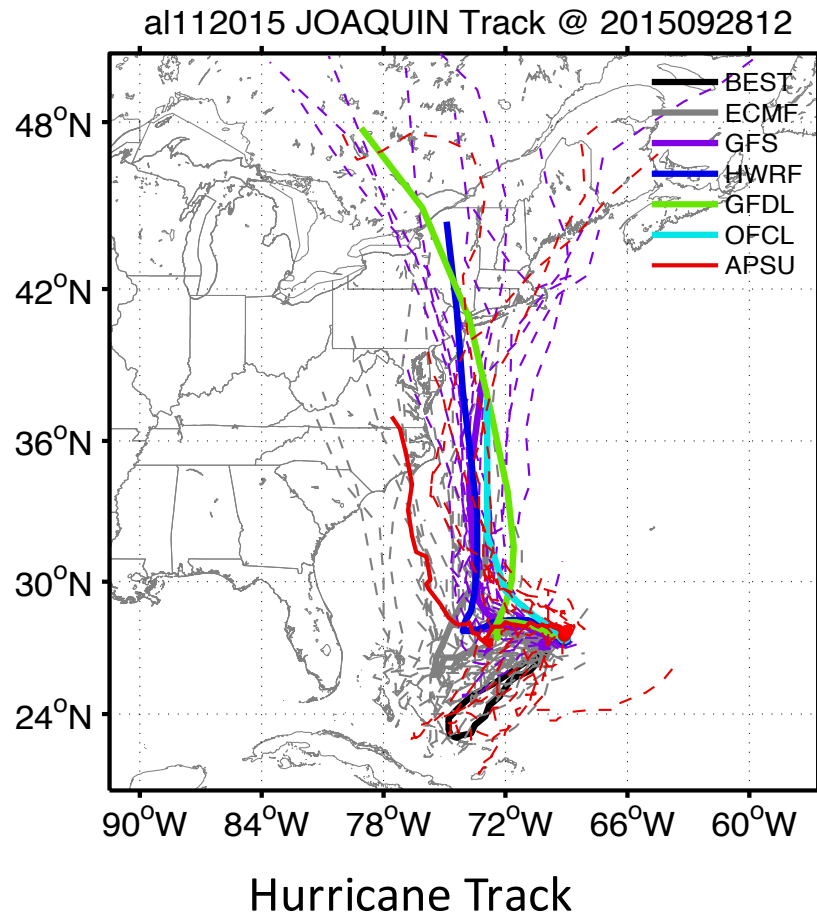 al112015 JOAQUIN Track @ 2015092812
BEST
ECMF
GFS
HWRF
GFDL
OFCL
APSU
48°N
42°N
36°N
30°N
24°N
90°W 84°W 78°W 72°W 66°W 60°W
Hurricane Track